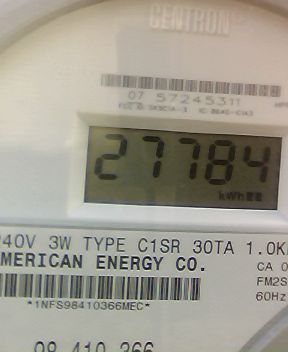 CENTRON
07 57245311
27784
kWh
240V 3W TYPE C1SR 30TA 1.0K
MERICAN ENERGY CO.
CA 0
FM2S
60Hz
*1NFS98410366MEC*
98 410 366